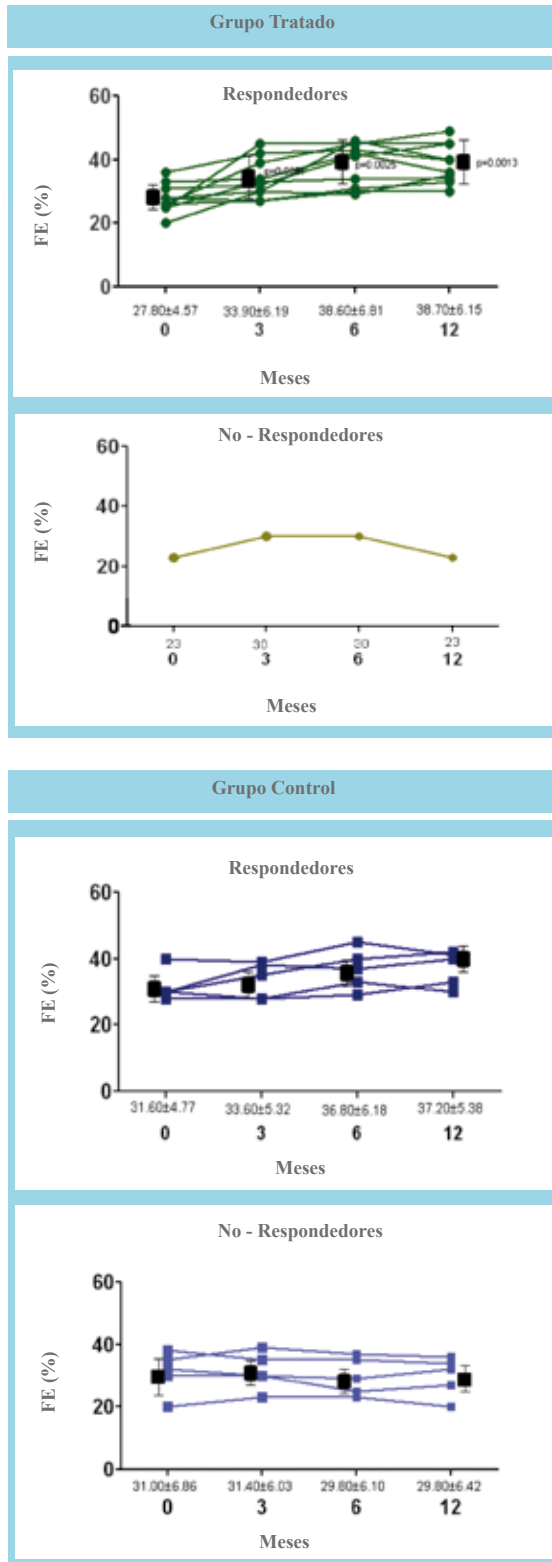 Grupo Tratado
Respondedores
FE (%)
60
40
20
0
p=0.0025
p=0.0013
27.80±4.57 33.90±6.19 38.60±6.81 38.70±6.15
0 3 6 12
Meses
No - Respondedores
FE (%)
60
40
20
0
23 30 30 23
0 3 6 12
Meses
Grupo Control
Respondedores
FE (%)
60
40
20
0
31.60±4.77 33.60±5.32 36.80±6.18 37.20±5.38
0 3 6 12
Meses
No - Respondedores
FE (%)
60
40
20
0
31.00±6.86 31.40±6.03 29.80±6.10 29.80±6.42
0 3 6 12
Meses